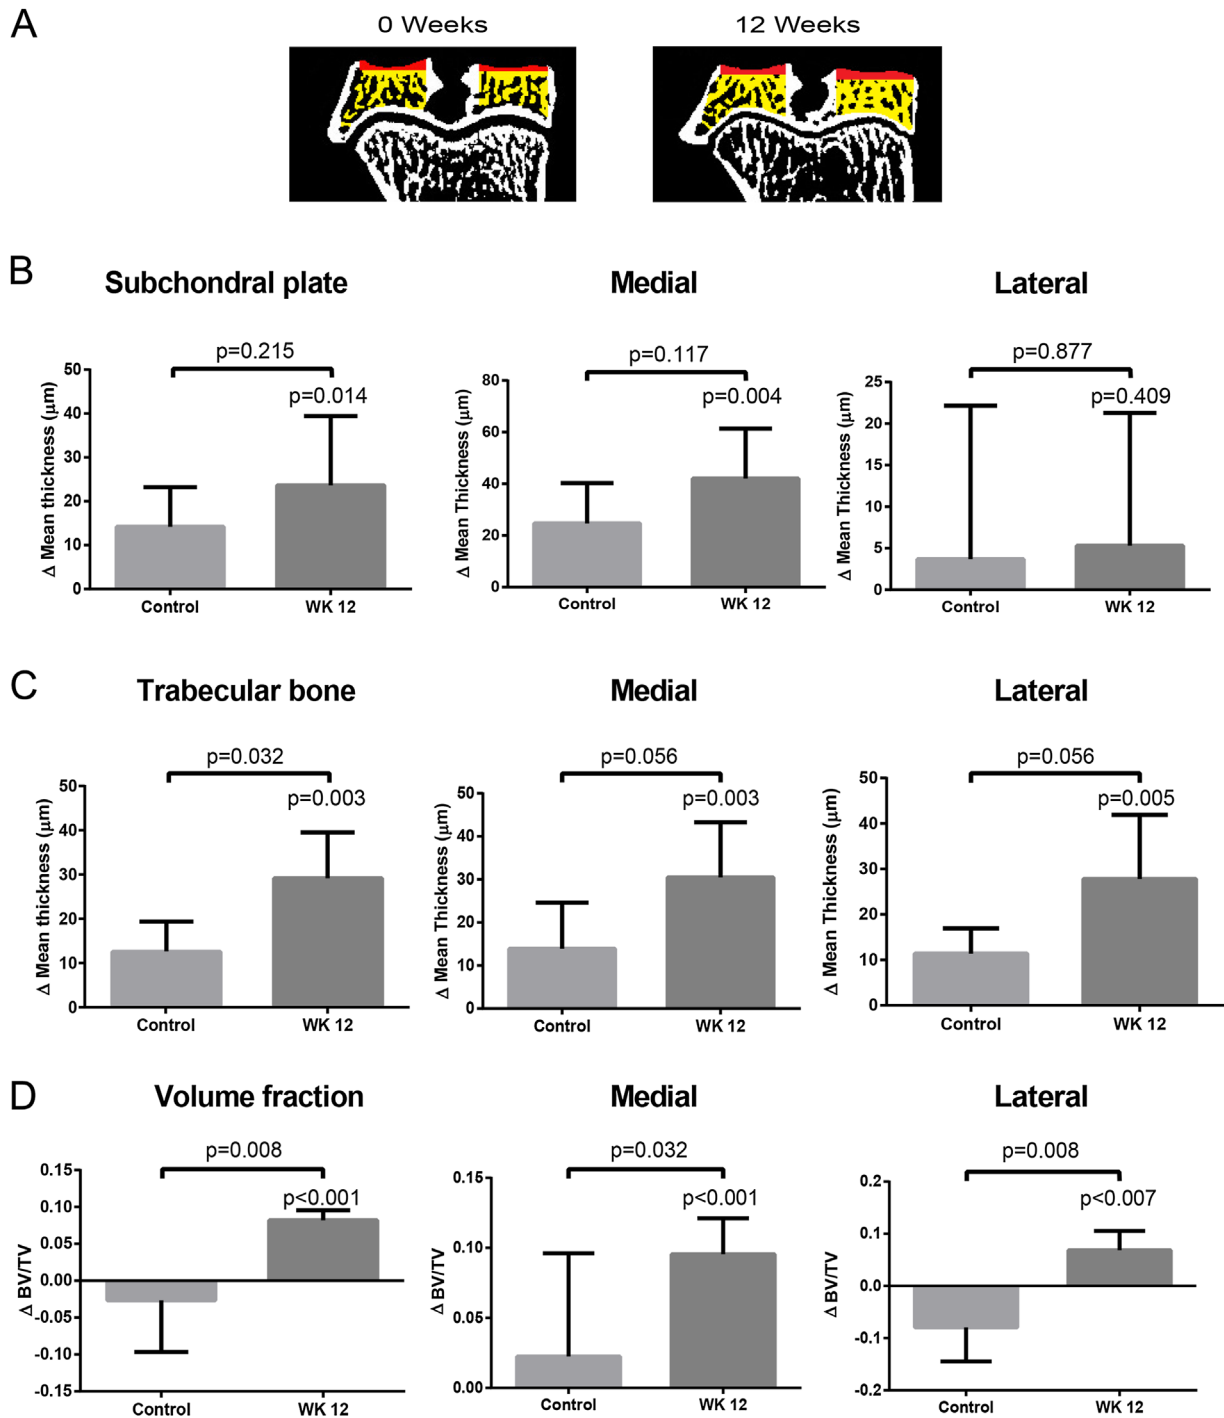 A
0 Weeks
12 Weeks
B
Subchondral plate
Medial
Lateral
p=0.215
p=0.014
Δ Mean thickness (μm)
50
40
30
20
10
0
Control
WK 12
p=0.117
p=0.004
Δ Mean Thickness (μm)
80
60
40
20
0
Control
WK 12
p=0.877
p=0.409
Δ Mean Thickness (μm)
25
20
15
10
5
0
Control
WK 12
C
Trabecular bone
Medial
Lateral
p=0.032
p=0.003
Δ Mean thickness (μm)
50
40
30
20
10
0
Control
WK 12
p=0.056
p=0.003
Δ Mean Thickness (μm)
50
40
30
20
10
0
Control
WK 12
p=0.056
p=0.005
Δ Mean Thickness (μm)
50
40
30
20
10
0
Control
WK 12
D
Volume fraction
Medial
Lateral
p=0.008
p<0.001
Δ BV/TV
0.15
0.10
0.05
0.00
-0.05
-0.10
-0.15
Control
WK 12
p=0.032
p<0.001
Δ BV/TV
0.15
0.10
0.05
0.00
Control
WK 12
p=0.008
p<0.007
Δ BV/TV
0.2
0.1
0.0
-0.1
-0.2
Control
WK 12